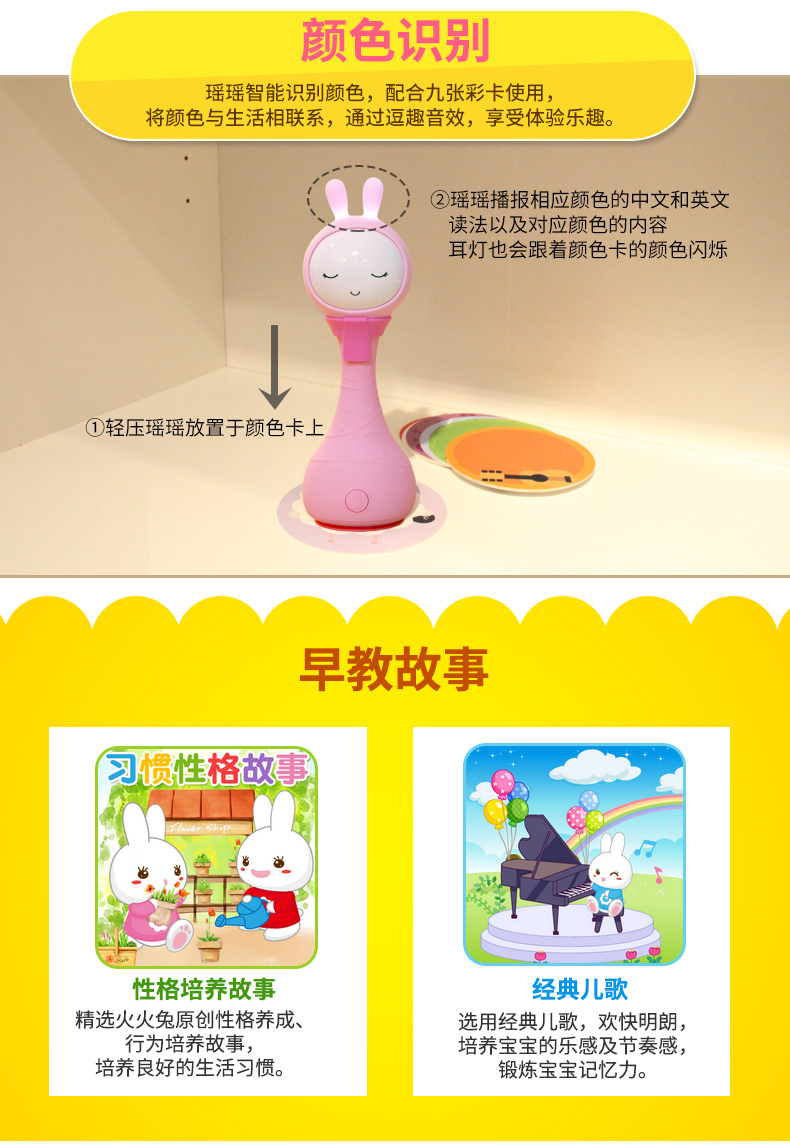 颜色识别
瑶瑶智能识别颜色，配合九张彩卡使用，
将颜色与生活相联系，通过逗趣音效，享受体验乐趣。
②瑶瑶播报相应颜色的中文和英文
读法以及对应颜色的内容
耳灯也会跟着颜色卡的颜色闪烁
①轻压瑶瑶放置于颜色卡上
早教故事
习惯性格故事
Flower Shop
性格培养故事
精选火火兔原创性格养成、
行为培养故事，
培养良好的生活习惯。
经典儿歌
选用经典儿歌，欢快明朗，
培养宝宝的乐感及节奏感，
锻炼宝宝记忆力。